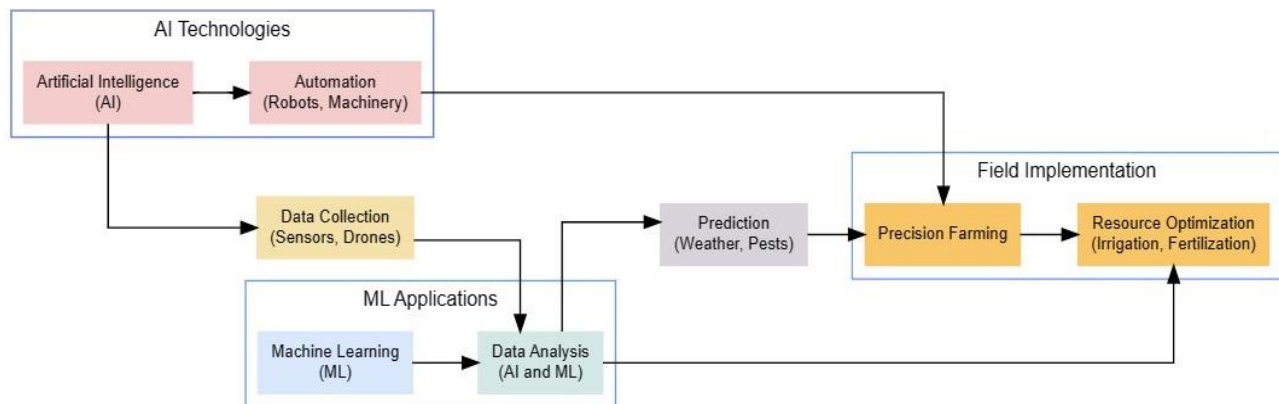 AI Technologies
Artificial Intelligence
(AI)
Automation
(Robots, Machinery)
Field Implementation
Data Collection
(Sensors, Drones)
Prediction
(Weather, Pests)
Precision Farming
Resource Optimization
(Irrigation, Fertilization)
ML Applications
Machine Learning
(ML)
Data Analysis
(AI and ML)